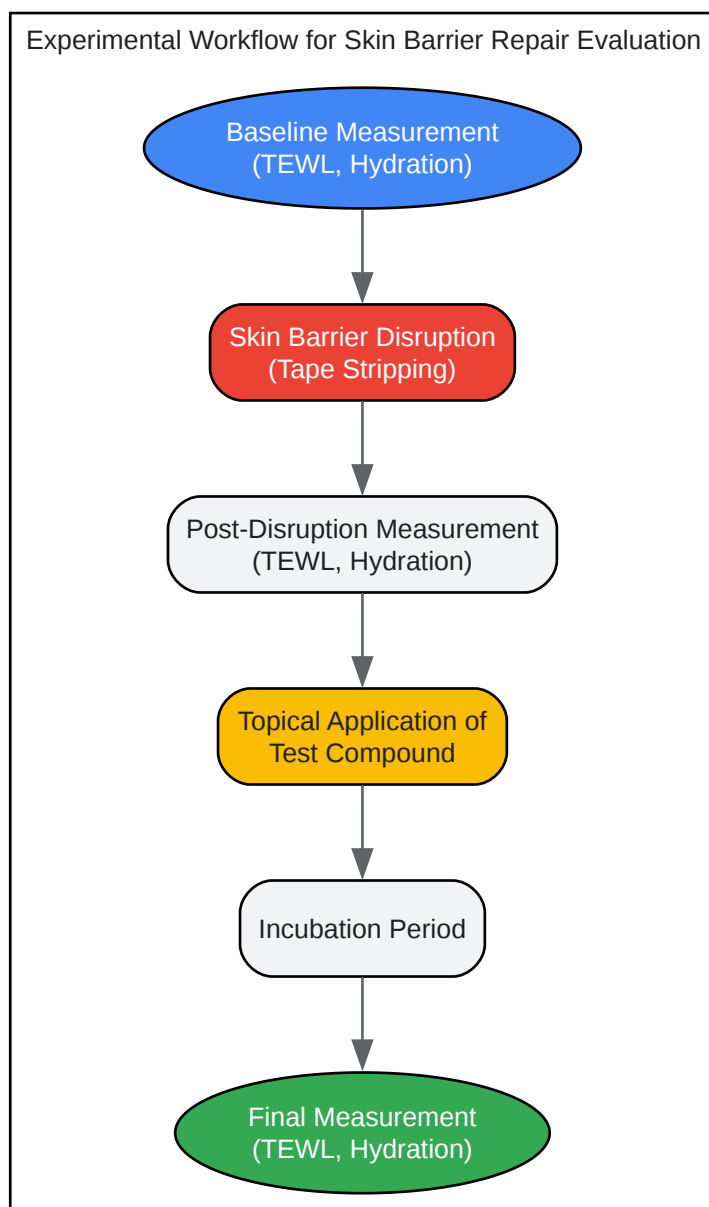 Experimental Workflow for Skin Barrier Repair Evaluation
Baseline Measurement
(TEWL, Hydration)
Skin Barrier Disruption
(Tape Stripping)
Post-Disruption Measurement
(TEWL, Hydration)
Topical Application of
Test Compound
Incubation Period
Final Measurement
(TEWL, Hydration)